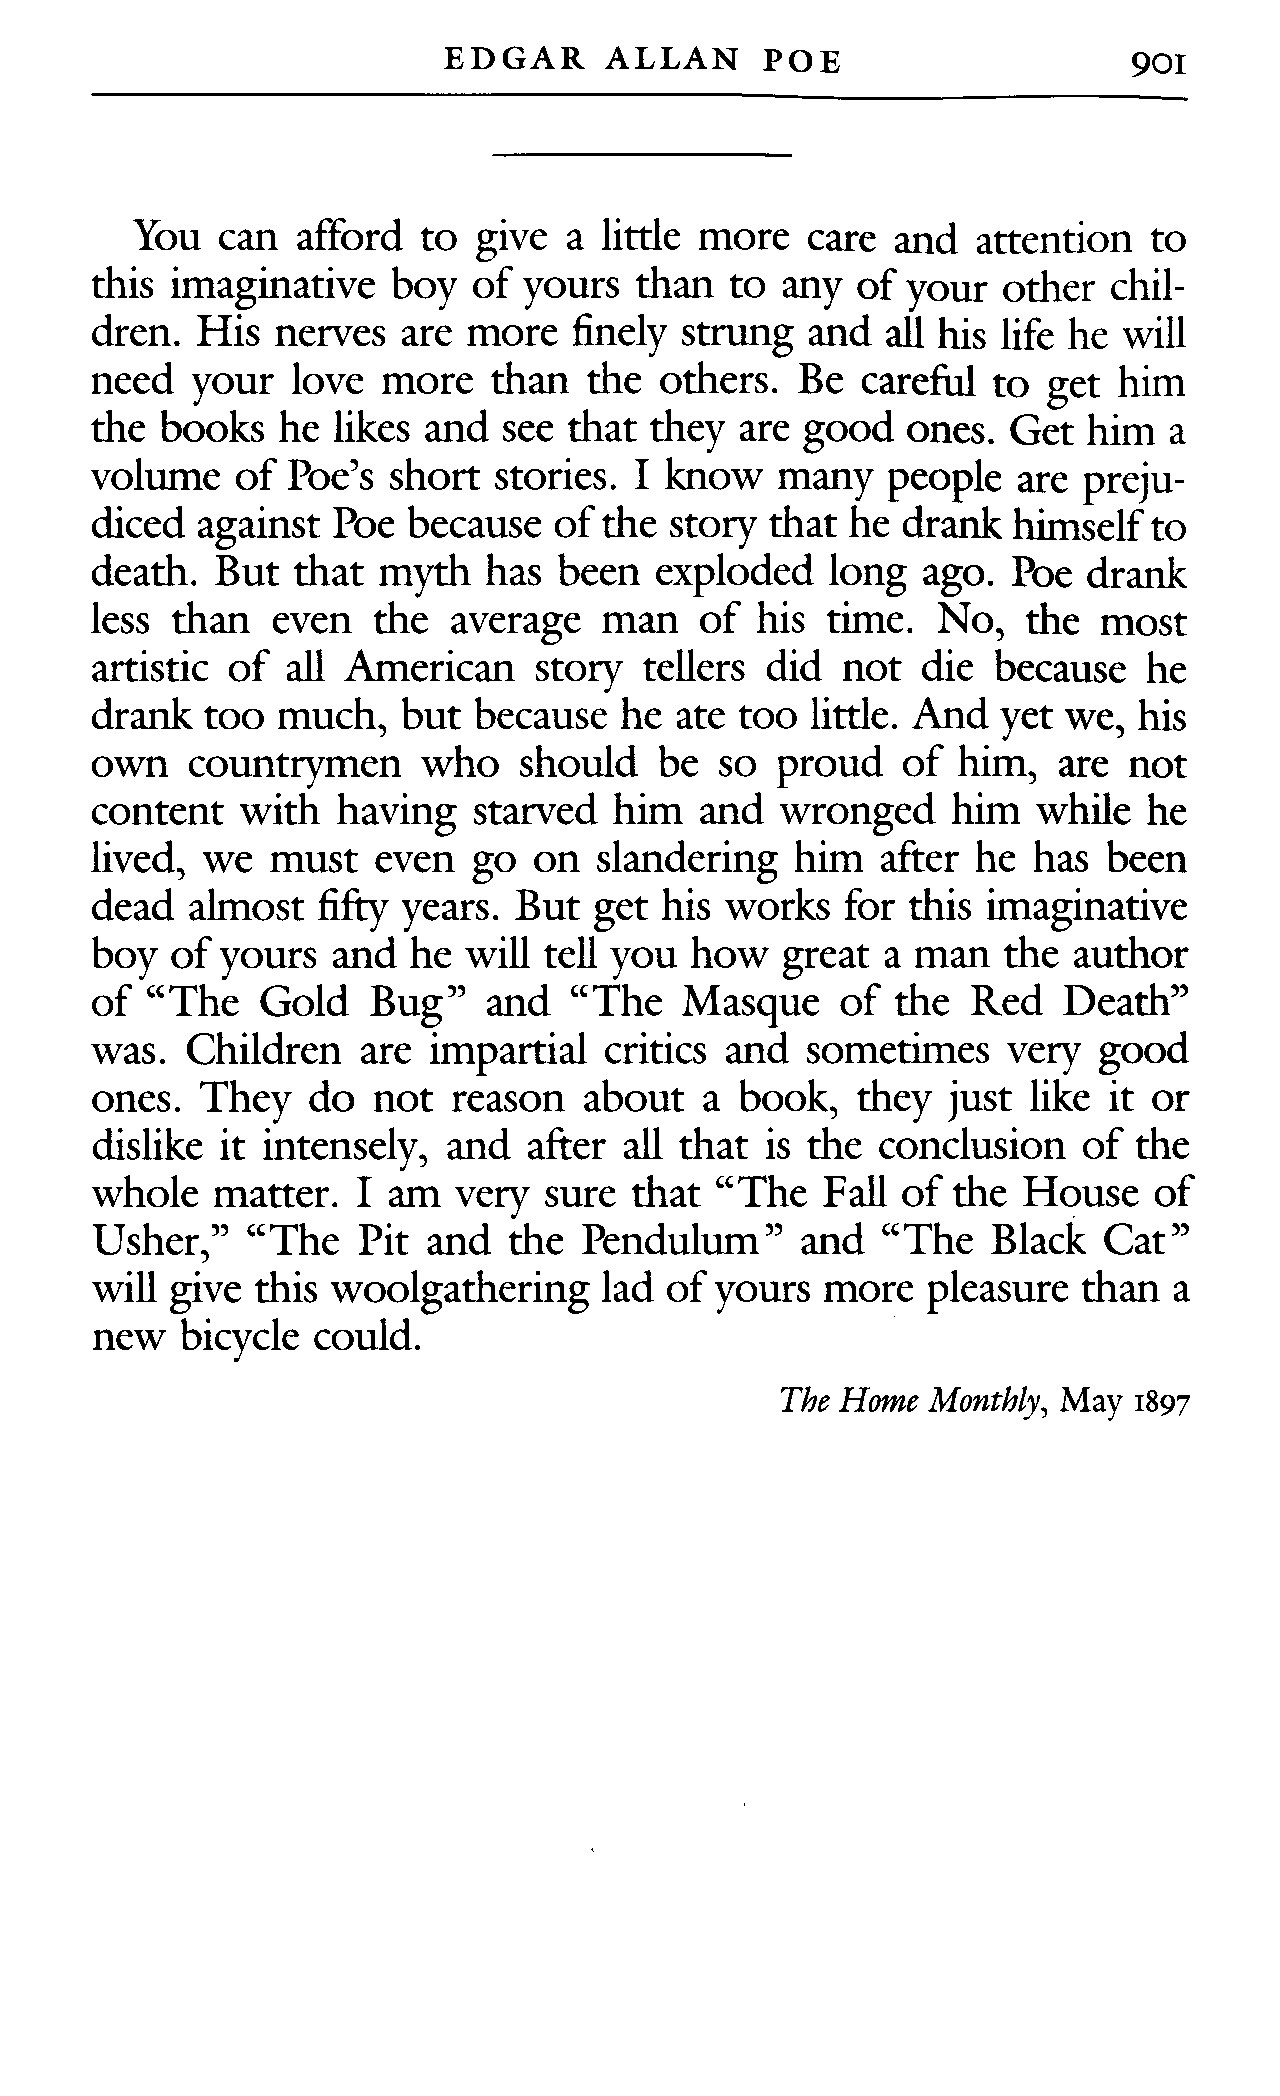 EDGAR ALLAN POE 901
You can afford to give a little more care and attention to
this imaginative boy of yours than to any of your other chil-
dren. His nerves are more finely strung and all his life he will
need your love more than the others. Be careful to get him
the books he likes and see that they are good ones. Get him a
volume of Poe's short stories. I know many people are preju-
diced against Poe because of the story that he drank himself to
death. But that myth has been exploded long ago. Poe drank
less than even the average man of his time. No, the most
artistic of all American story tellers did not die because he
drank too much, but because he ate too little. And yet we, his
own countrymen who should be so proud of him, are not
content with having starved him and wronged him while he
lived, we must even go on slandering him after he has been
dead almost fifty years. But get his works for this imaginative
boy of yours and he will tell you how great a man the author
of “The Gold Bug” and “The Masque of the Red Death”
was. Children are impartial critics and sometimes very good
ones. They do not reason about a book, they just like it or
dislike it intensely, and after all that is the conclusion of the
whole matter. I am very sure that “The Fall of the House of
Usher,” “The Pit and the Pendulum” and “The Black Cat”
will give this woolgathering lad of yours more pleasure than a
new bicycle could.
The Home Monthly, May 1897